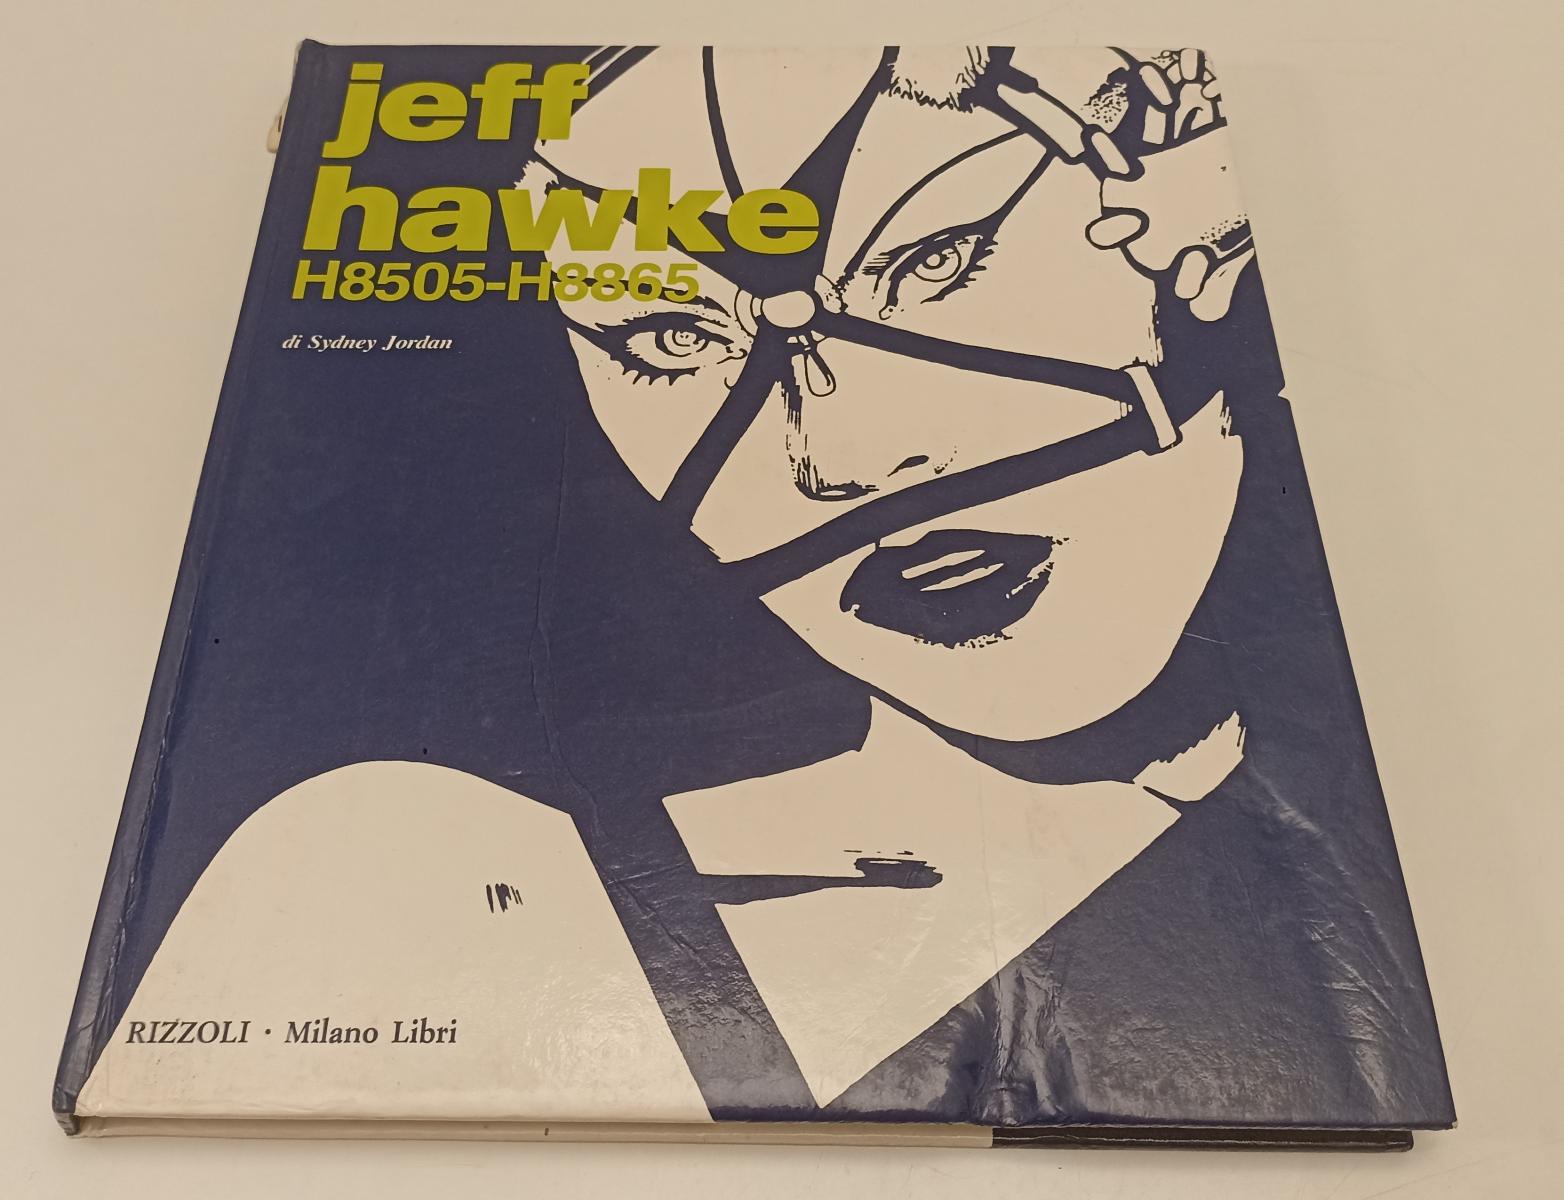 jeff
hawke
H8505-H8865
di Sydney Jordan
RIZZOLI · Milano Libri